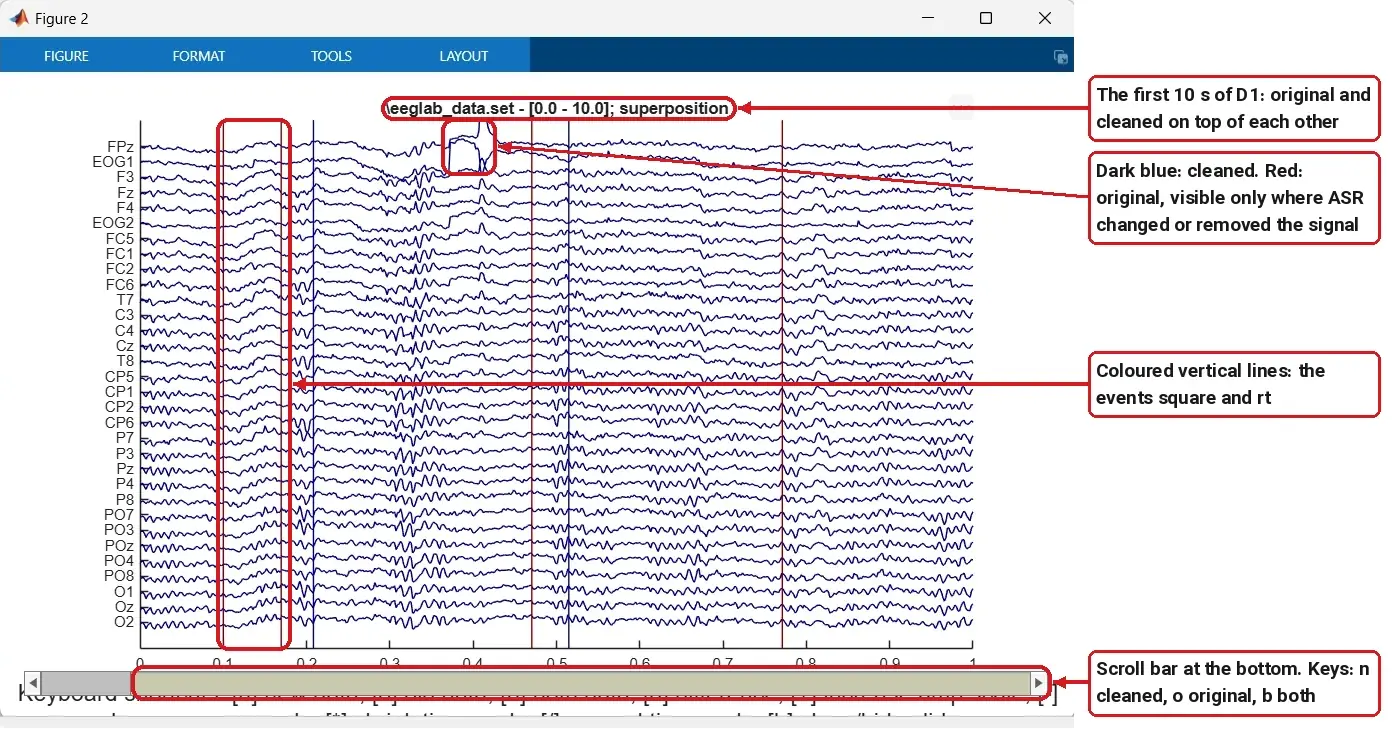 Figure 2
FIGURE FORMAT TOOLS LAYOUT
\eeglab_data.set - [0.0 - 10.0]; superposition
The first 10 s of D1: original and
cleaned on top of each other
Dark blue: cleaned. Red:
original, visible only where ASR
changed or removed the signal
FPz
EOG1
F3
Fz
F4
EOG2
FC5
FC1
FC2
FC6
T7
C3
C4
Cz
T8
CP5
CP1
CP2
CP6
P7
P3
Pz
P4
P8
PO7
PO3
POz
PO4
PO8
O1
Oz
O2
Coloured vertical lines: the
events square and rt
0 0.1 0.2 0.3 0.4 0.5 0.6 0.7 0.8 0.9 1
Scroll bar at the bottom. Keys: n
cleaned, o original, b both